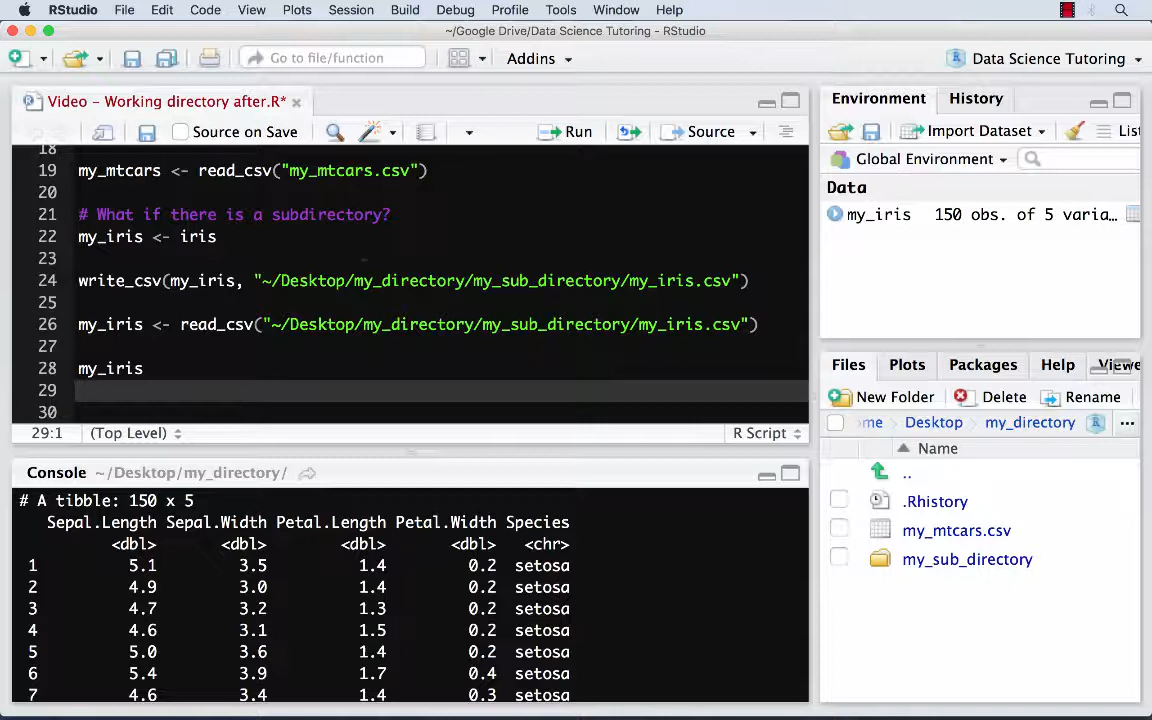 RStudio File Edit Code View Plots Session Build Debug Profile Tools Window Help
~/Google Drive/Data Science Tutoring - RStudio
Go to file/function Addins Data Science Tutoring
Video - Working directory after.R*
Source on Save Run Source
18
19 my_mtcars <- read_csv("my_mtcars.csv")
20
21 # What if there is a subdirectory?
22 my_iris <- iris
23
24 write_csv(my_iris, "~/Desktop/my_directory/my_sub_directory/my_iris.csv")
25
26 my_iris <- read_csv("~/Desktop/my_directory/my_sub_directory/my_iris.csv")
27
28 my_iris
29
30
29:1 (Top Level) R Script
Console ~/Desktop/my_directory/
# A tibble: 150 x 5
Sepal.Length Sepal.Width Petal.Length Petal.Width Species
<dbl> <dbl> <dbl> <dbl> <chr>
1 5.1 3.5 1.4 0.2 setosa
2 4.9 3.0 1.4 0.2 setosa
3 4.7 3.2 1.3 0.2 setosa
4 4.6 3.1 1.5 0.2 setosa
5 5.0 3.6 1.4 0.2 setosa
6 5.4 3.9 1.7 0.4 setosa
7 4.6 3.4 1.4 0.3 setosa
Environment History
Import Dataset Lis
Global Environment
Data
my_iris 150 obs. of 5 varia…
Files Plots Packages Help Viewe
New Folder Delete Rename
me Desktop my_directory ...
Name
..
.Rhistory
my_mtcars.csv
my_sub_directory